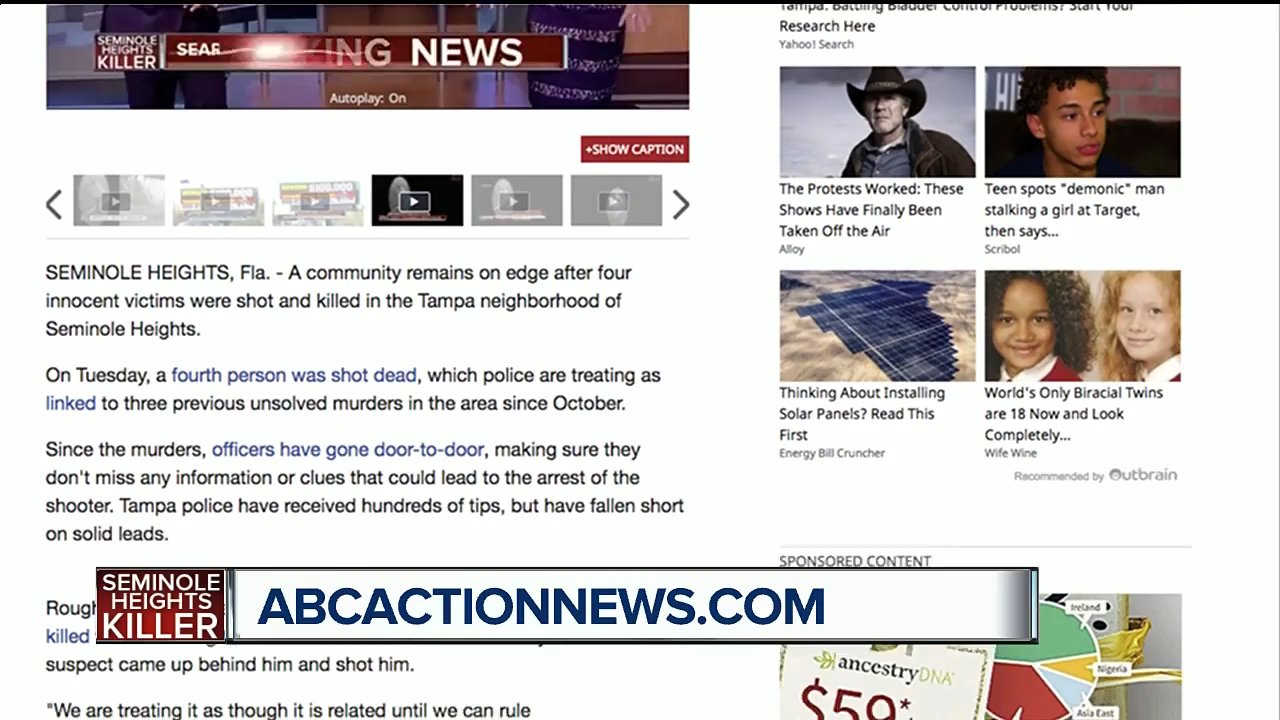 SEMINOLE
HEIGHTS
KILLER
SEAR
KING NEWS
Autoplay: On
+SHOW CAPTION
$100,000
SEMINOLE HEIGHTS, Fla. - A community remains on edge after four
innocent victims were shot and killed in the Tampa neighborhood of
Seminole Heights.
On Tuesday, a fourth person was shot dead, which police are treating as
linked to three previous unsolved murders in the area since October.
Since the murders, officers have gone door-to-door, making sure they
don't miss any information or clues that could lead to the arrest of the
shooter. Tampa police have received hundreds of tips, but have fallen short
on solid leads.
Rough
killed
suspect came up behind him and shot him.
"We are treating it as though it is related until we can rule
Tampa: Battling Bladder Control Problems? Start Your
Research Here
Yahoo! Search
The Protests Worked: These
Shows Have Finally Been
Taken Off the Air
Alloy
Teen spots "demonic" man
stalking a girl at Target,
then says...
Scribol
Thinking About Installing
Solar Panels? Read This
First
Energy Bill Cruncher
World's Only Biracial Twins
are 18 Now and Look
Completely...
Wife Wine
Recommended by Outbrain
SPONSORED CONTENT
Ireland
Nigeria
Asia East
ancestryDNA
$59*
SEMINOLE
HEIGHTS
KILLER
ABCACTIONNEWS.COM